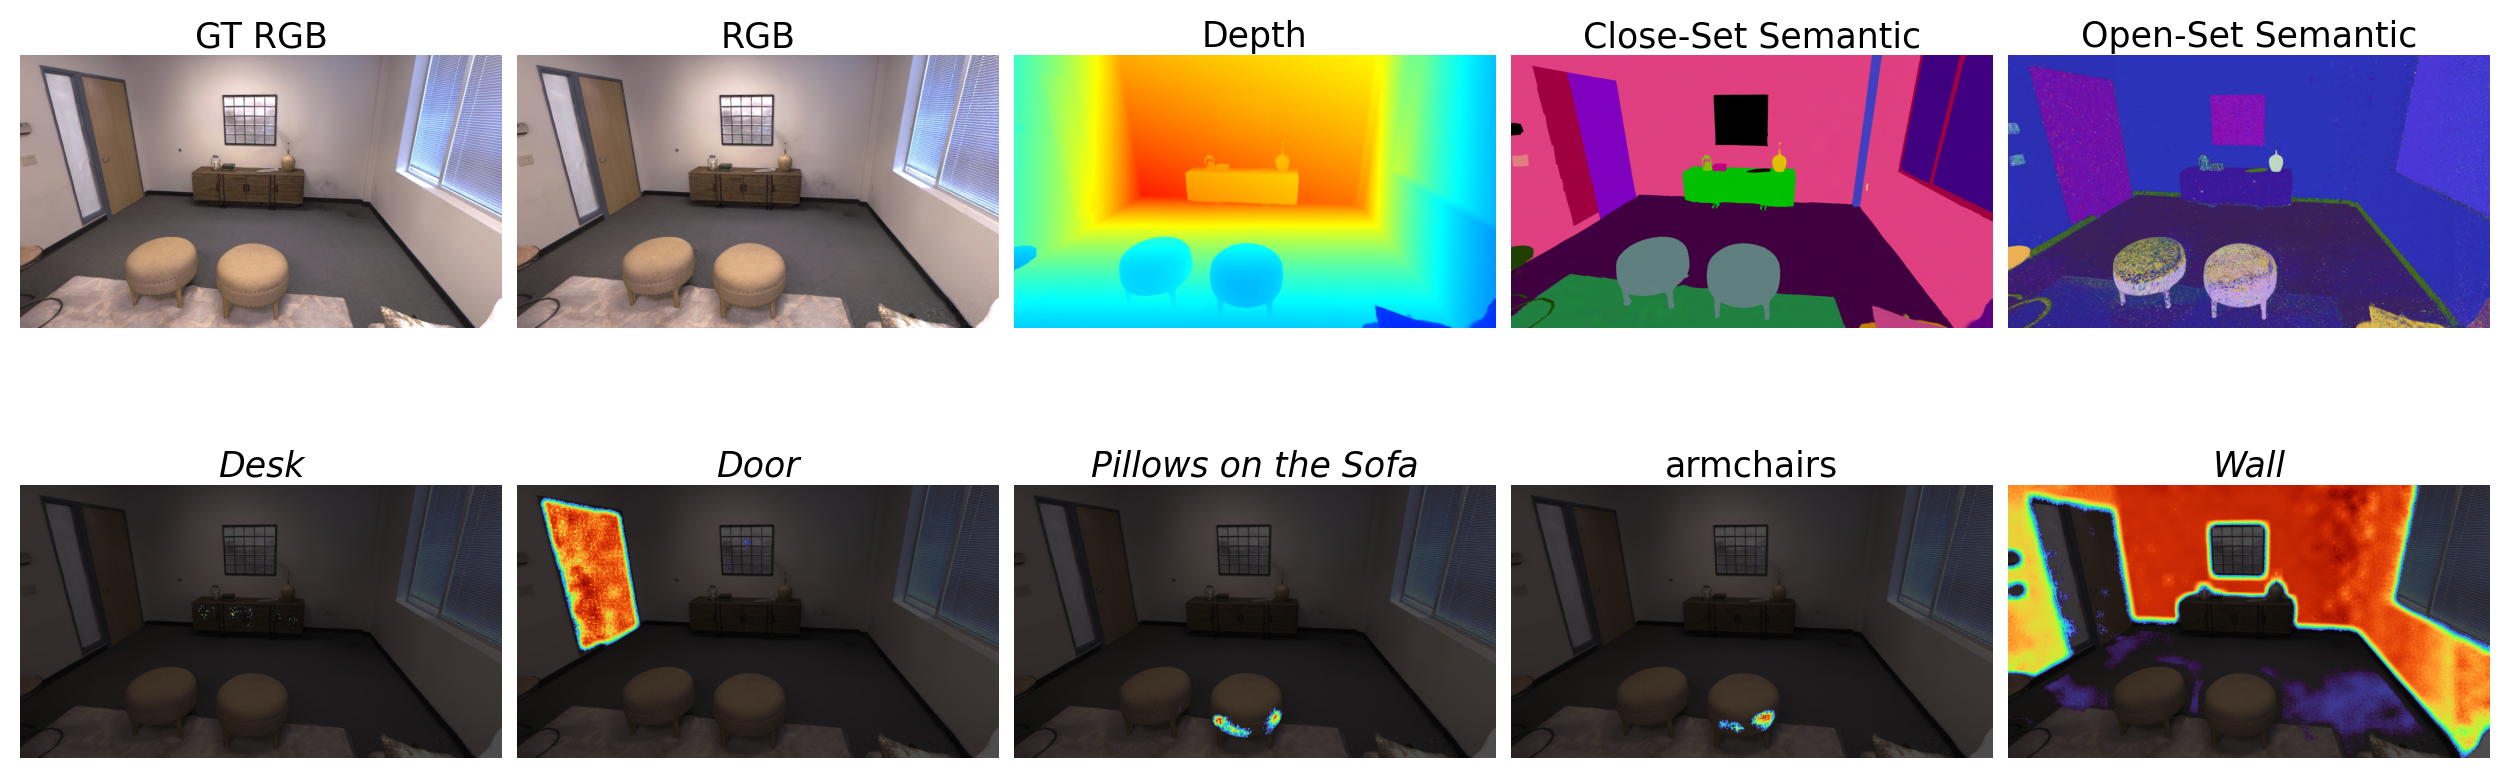 GT RGB
RGB
Depth
Close-Set Semantic
Open-Set Semantic
Desk
Door
Pillows on the Sofa
armchairs
Wall